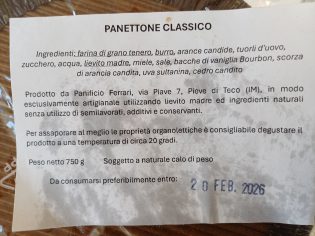 PANETTONE CLASSICO
Ingredienti: farina di grano tenero, burro, arance candide, tuorli d'uovo,
zucchero, acqua, lievito madre, miele, sale, bacche di vaniglia Bourbon, scorza
di arancia candita, uva sultanina, cedro candito
Prodotto da Panificio Ferrari, via Piave 7, Pieve di Teco (IM), in modo
esclusivamente artigianale utilizzando lievito madre ed ingredienti naturali
senza utilizzo di semilavorati, additivi e conservanti.
Per assaporare al meglio le proprietà organolettiche è consigliabile degustare il
prodotto a una temperatura di circa 20 gradi.
Peso netto 750 g Soggetto a naturale calo di peso
Da consumarsi preferibilmente entro: 20 FEB. 2026